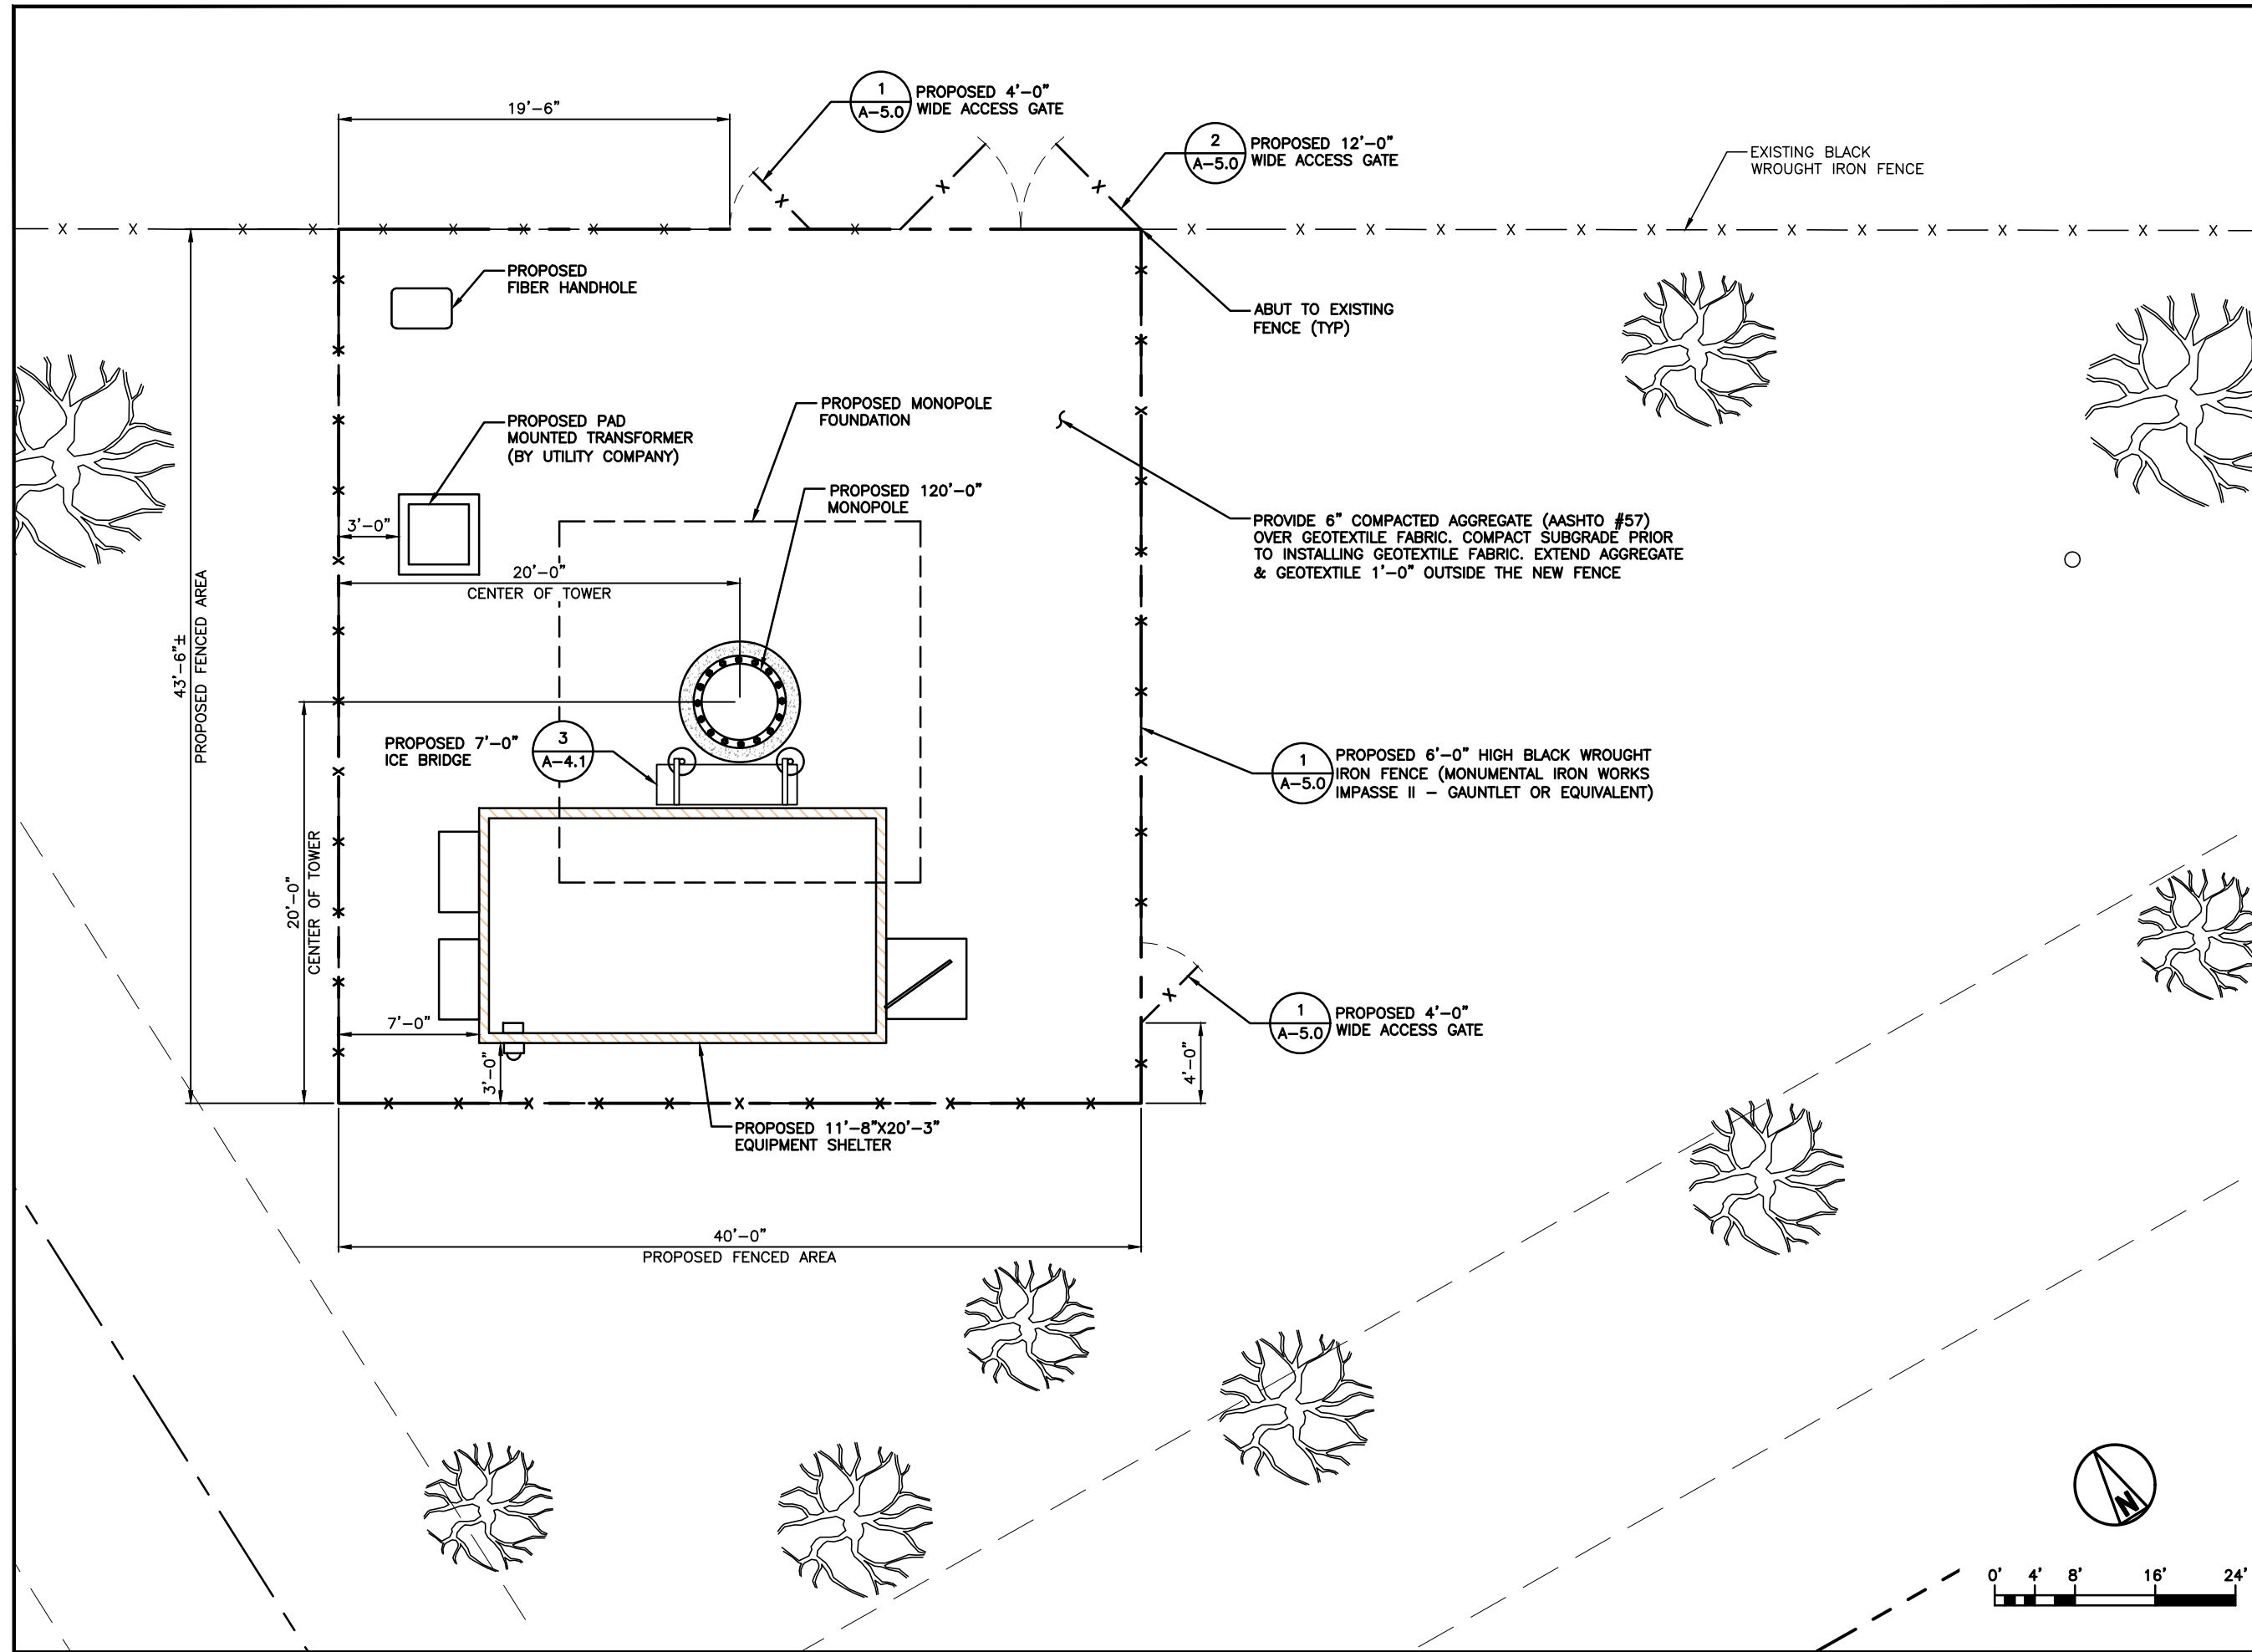 19'-6"
1
A-5.0
PROPOSED 4'-0"
WIDE ACCESS GATE
2
A-5.0
PROPOSED 12'-0"
WIDE ACCESS GATE
EXISTING BLACK
WROUGHT IRON FENCE
PROPOSED
FIBER HANDHOLE
ABUT TO EXISTING
FENCE (TYP)
PROPOSED MONOPOLE
FOUNDATION
PROPOSED PAD
MOUNTED TRANSFORMER
(BY UTILITY COMPANY)
PROPOSED 120'-0"
MONOPOLE
3'-0"
PROVIDE 6" COMPACTED AGGREGATE (AASHTO #57)
OVER GEOTEXTILE FABRIC. COMPACT SUBGRADE PRIOR
TO INSTALLING GEOTEXTILE FABRIC. EXTEND AGGREGATE
& GEOTEXTILE 1'-0" OUTSIDE THE NEW FENCE
20'-0"
CENTER OF TOWER
43'-6"±
PROPOSED FENCED AREA
PROPOSED 7'-0"
ICE BRIDGE
3
A-4.1
1
A-5.0
PROPOSED 6'-0" HIGH BLACK WROUGHT
IRON FENCE (MONUMENTAL IRON WORKS
IMPASSE II - GAUNTLET OR EQUIVALENT)
20'-0"
CENTER OF TOWER
7'-0"
3'-0"
1
A-5.0
PROPOSED 4'-0"
WIDE ACCESS GATE
4'-0"
PROPOSED 11'-8"X20'-3"
EQUIPMENT SHELTER
40'-0"
PROPOSED FENCED AREA
N
0' 4' 8' 16' 24'